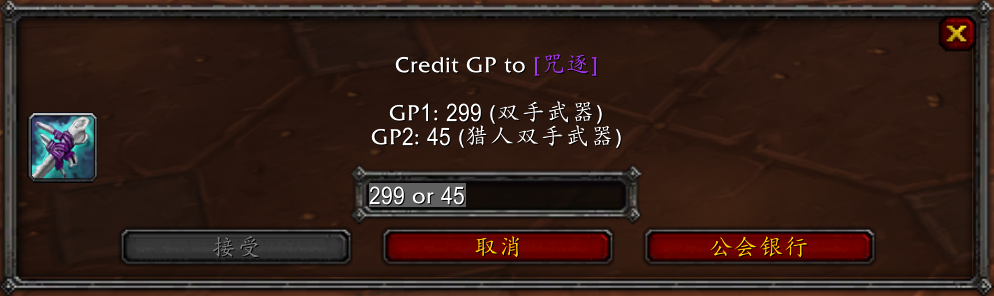 Credit GP to [咒逐]
GP1: 299 (双手武器)
GP2: 45 (猎人双手武器)
299 or 45
接受
取消
公会银行